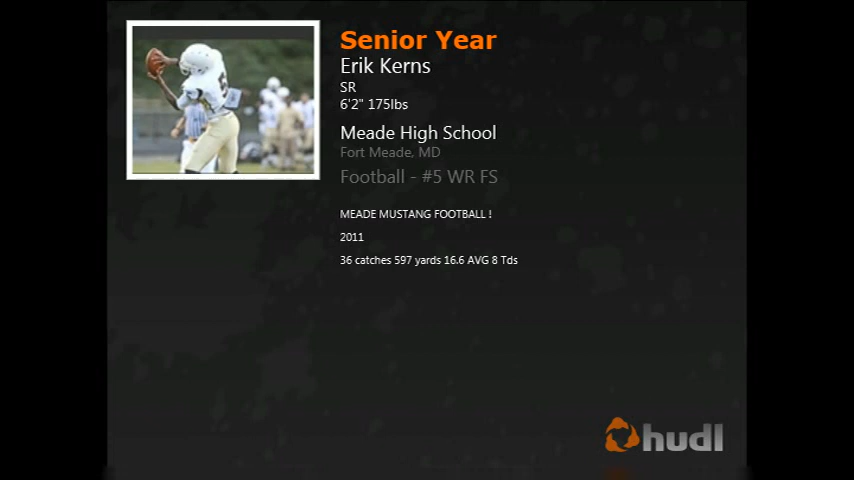 Senior Year
Erik Kerns
SR
6'2" 175lbs
Meade High School
Fort Meade, MD
Football - #5 WR FS
MEADE MUSTANG FOOTBALL !
2011
36 catches 597 yards 16.6 AVG 8 Tds
hudl